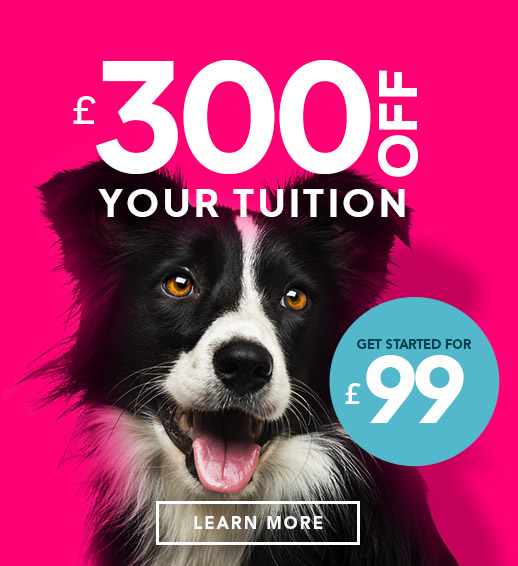 £300 OFF
YOUR TUITION
GET STARTED FOR
£99
LEARN MORE